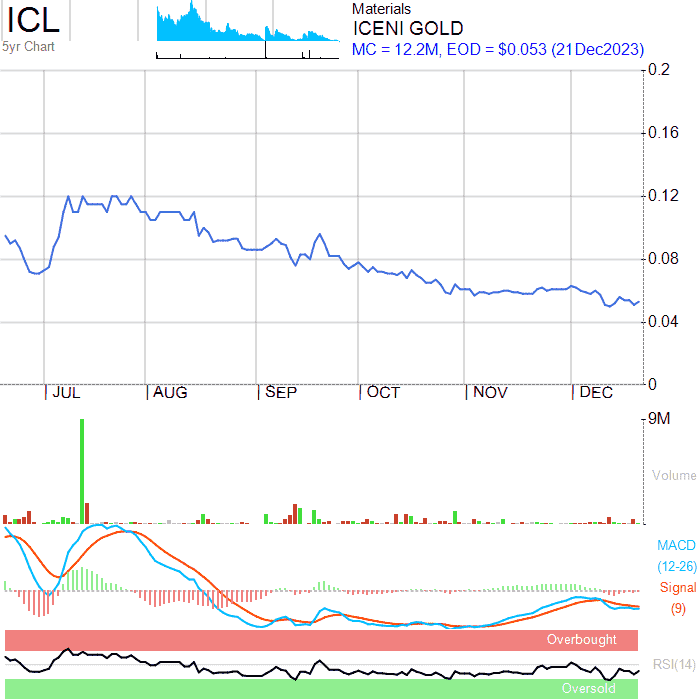 ICL
5yr Chart
Materials
ICENI GOLD
MC = 12.2M, EOD = $0.053 (21Dec2023)
0.2
0.16
0.12
0.08
0.04
0
JUL AUG SEP OCT NOV DEC
9M
Volume
MACD
(12-26)
Signal
(9)
Overbought
RSI(14)
Oversold